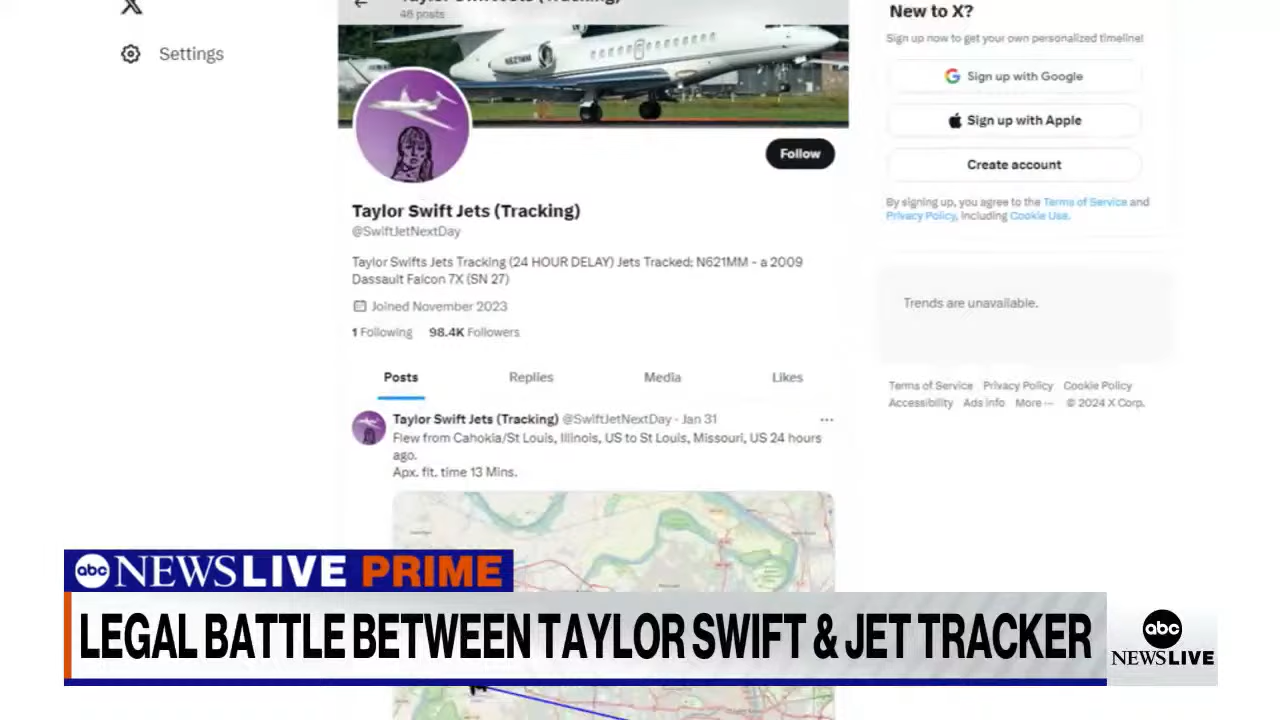 48 posts
Settings
N621MM
Follow
Taylor Swift Jets (Tracking)
@SwiftJetNextDay
Taylor Swifts Jets Tracking (24 HOUR DELAY) Jets Tracked: N621MM - a 2009
Dassault Falcon 7X (SN 27)
Joined November 2023
1 Following 98.4K Followers
Posts Replies Media Likes
Taylor Swift Jets (Tracking) @SwiftJetNextDay · Jan 31
Flew from Cahokia/St Louis, Illinois, US to St Louis, Missouri, US 24 hours
ago.
Apx. flt. time 13 Mins.
New to X?
Sign up now to get your own personalized timeline!
Sign up with Google
Sign up with Apple
Create account
By signing up, you agree to the Terms of Service and
Privacy Policy, including Cookie Use.
Trends are unavailable.
Terms of Service Privacy Policy Cookie Policy
Accessibility Ads info More ··· © 2024 X Corp.
abc NEWS LIVE PRIME
LEGAL BATTLE BETWEEN TAYLOR SWIFT & JET TRACKER
abc
NEWS LIVE